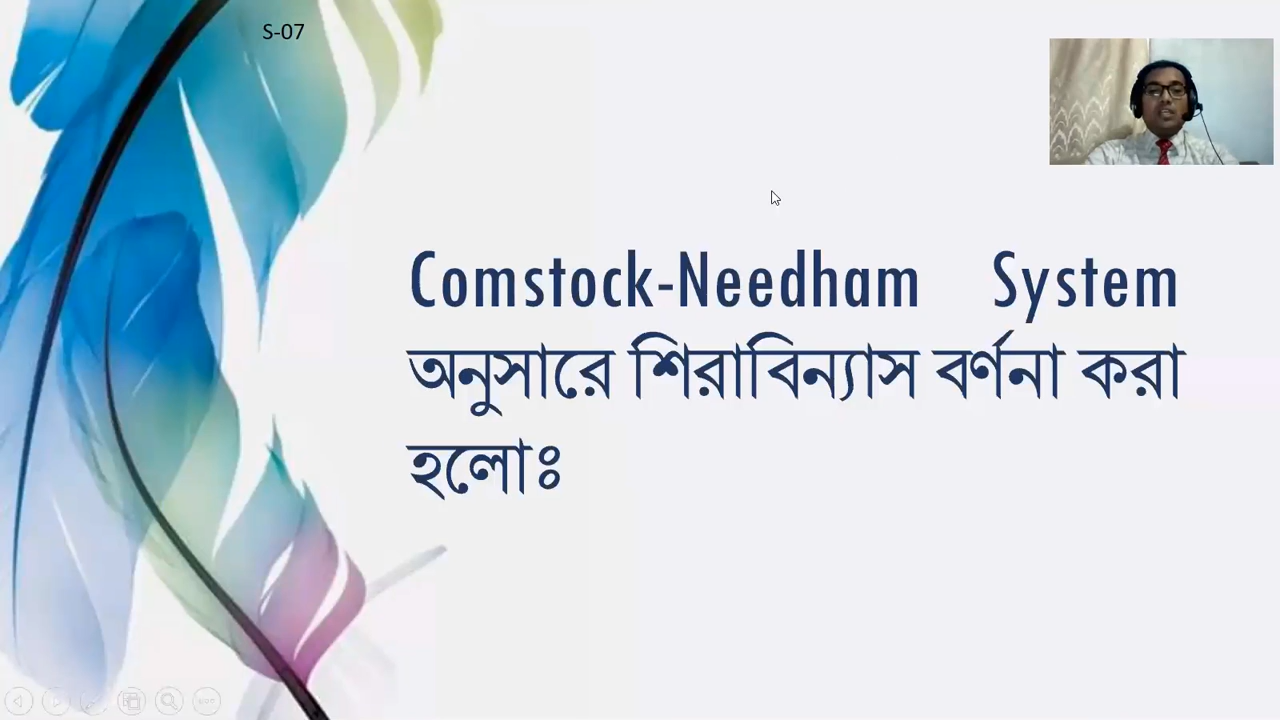 S-07
Comstock-Needham System
অনুসারে শিরাবিন্যাস বর্ণনা করা
হলোঃ